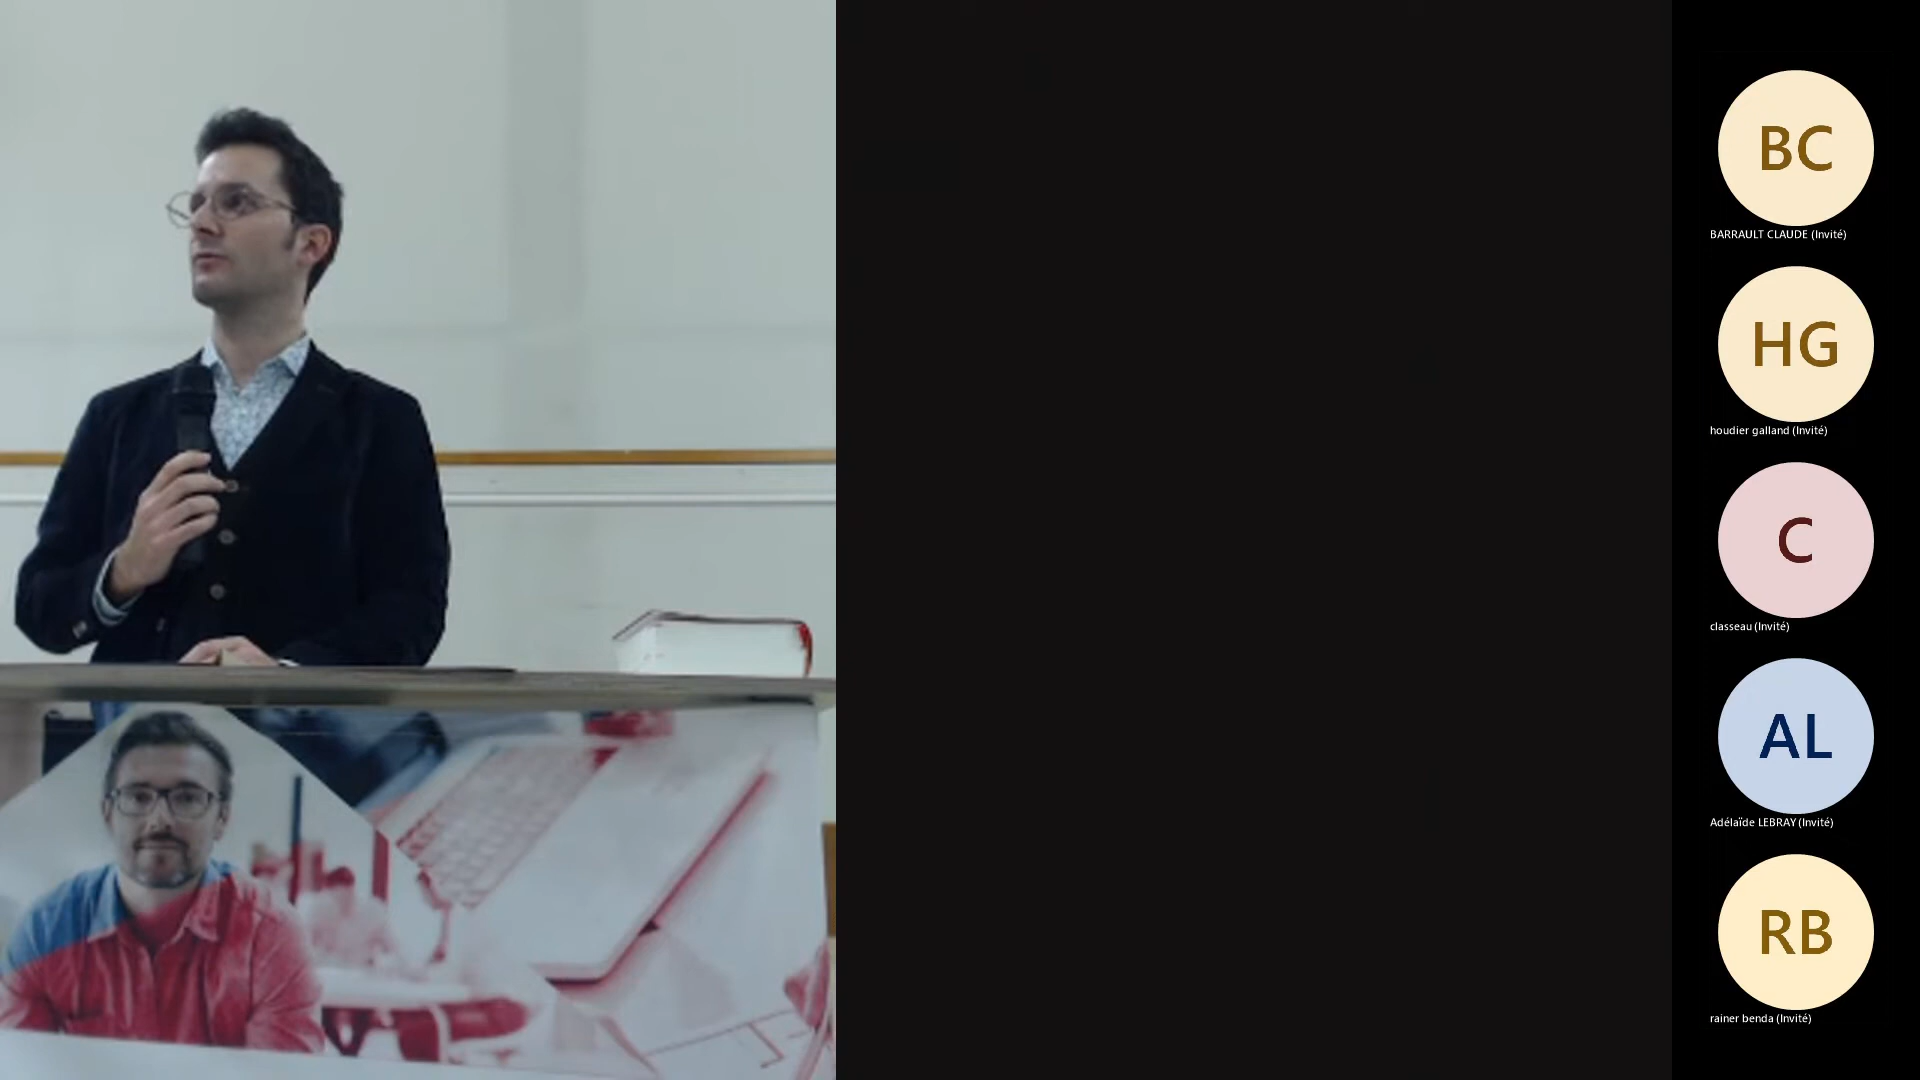 BC
BARRAULT CLAUDE (Invité)
HG
houdier galland (Invité)
C
classeau (Invité)
AL
Adélaïde LEBRAY (Invité)
RB
rainer benda (Invité)